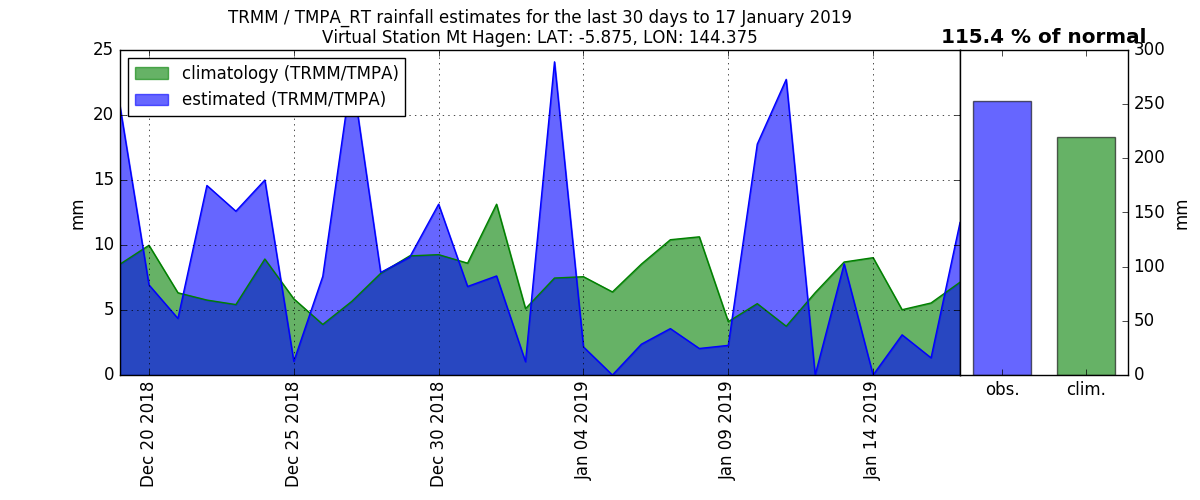 TRMM / TMPA_RT rainfall estimates for the last 30 days to 17 January 2019
Virtual Station Mt Hagen: LAT: -5.875, LON: 144.375
115.4 % of normal
climatology (TRMM/TMPA)
estimated (TRMM/TMPA)
25
20
15
10
5
0
mm
Dec 20 2018
Dec 25 2018
Dec 30 2018
Jan 04 2019
Jan 09 2019
Jan 14 2019
obs.
clim.
300
250
200
150
100
50
0
mm